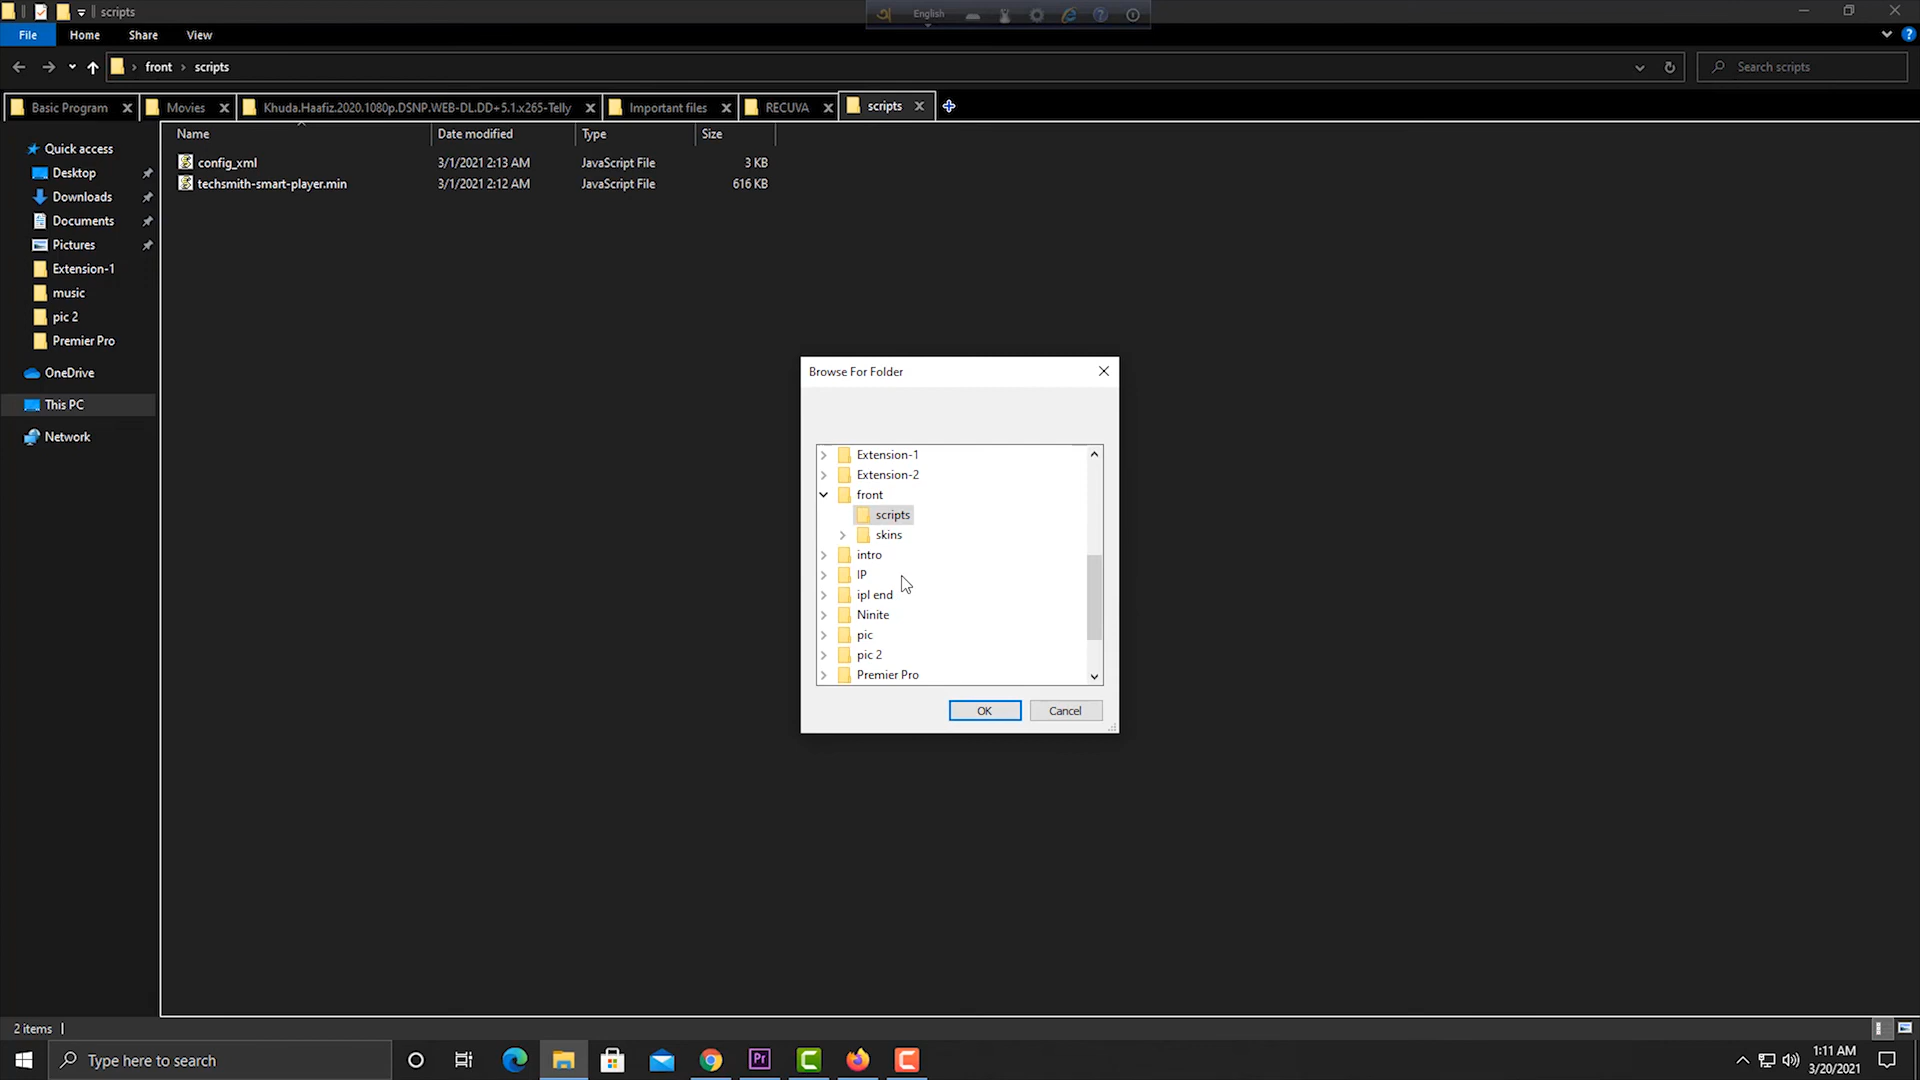 scripts
English
File Home Share View
front scripts
Search scripts
Basic Program Movies Khuda.Haafiz.2020.1080p.DSNP.WEB-DL.DD+5.1.x265-Telly Important files RECUVA scripts
Name Date modified Type Size
config_xml 3/1/2021 2:13 AM JavaScript File 3 KB
techsmith-smart-player.min 3/1/2021 2:12 AM JavaScript File 616 KB
Quick access
Desktop
Downloads
Documents
Pictures
Extension-1
music
pic 2
Premier Pro
OneDrive
This PC
Network
Browse For Folder
Extension-1
Extension-2
front
scripts
skins
intro
IP
ipl end
Ninite
pic
pic 2
Premier Pro
OK Cancel
2 items
Type here to search
Pr
1:11 AM
3/20/2021